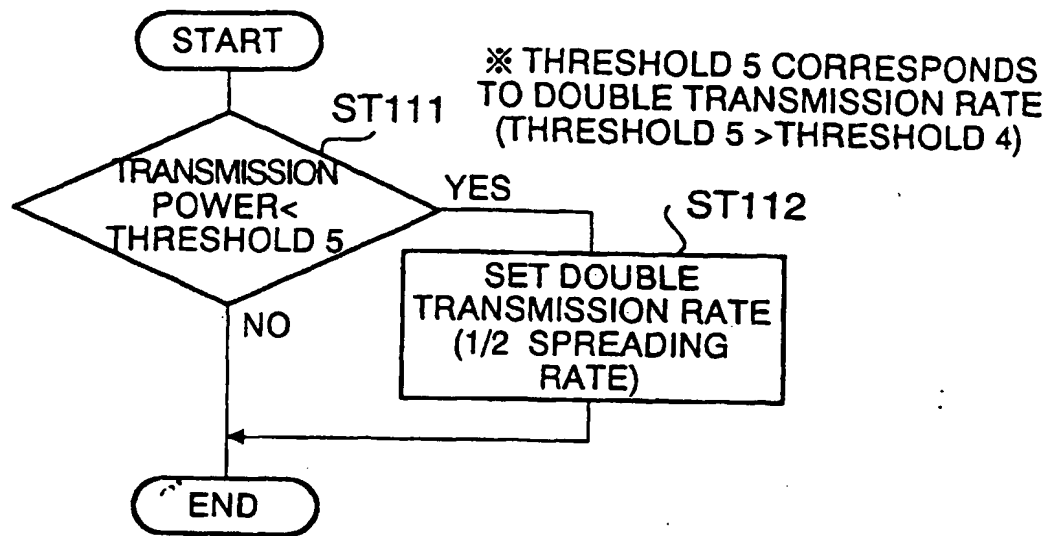 START
※ THRESHOLD 5 CORRESPONDS
TO DOUBLE TRANSMISSION RATE
(THRESHOLD 5 >THRESHOLD 4)
ST111
TRANSMISSION
POWER<
THRESHOLD 5
YES
ST112
SET DOUBLE
TRANSMISSION RATE
(1/2 SPREADING
RATE)
NO
END